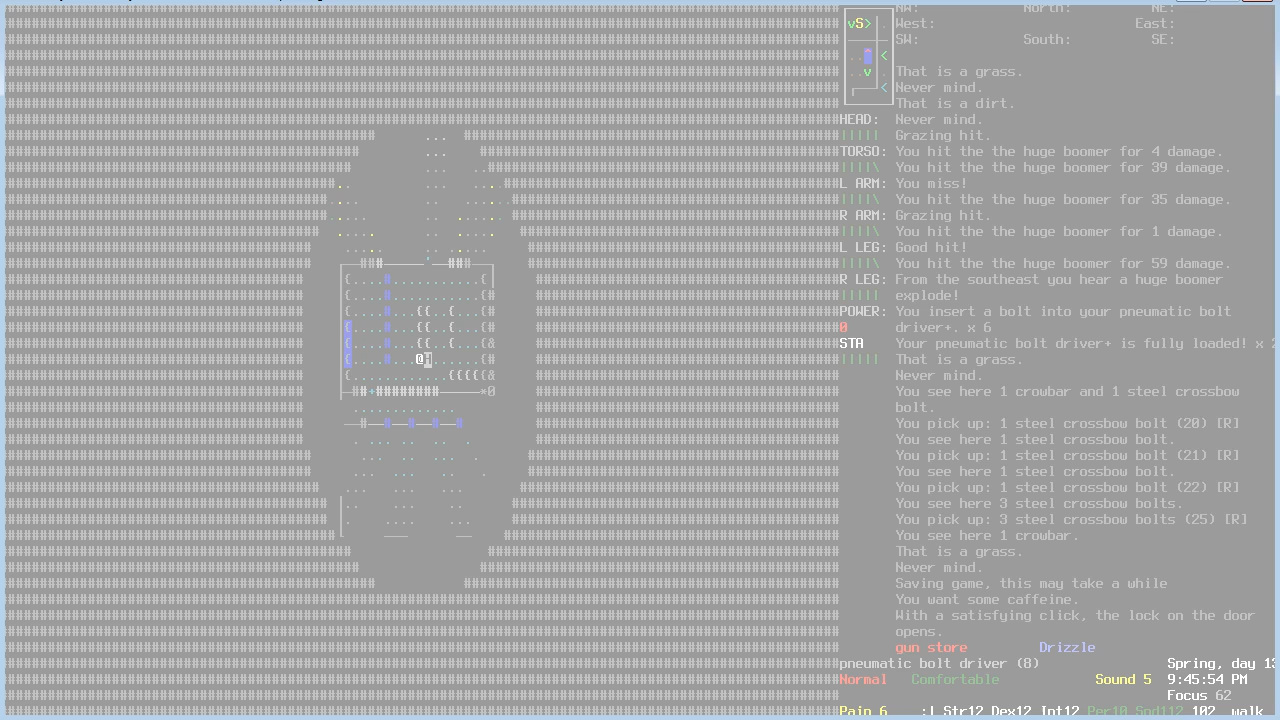 NW: North: NE:
West: East:
SW: South: SE:
That is a grass.
Never mind.
That is a dirt.
HEAD: Never mind.
Grazing hit.
TORSO: You hit the the huge boomer for 4 damage.
You hit the the huge boomer for 39 damage.
L ARM: You miss!
You hit the the huge boomer for 35 damage.
R ARM: Grazing hit.
You hit the the huge boomer for 1 damage.
L LEG: Good hit!
You hit the the huge boomer for 59 damage.
R LEG: From the southeast you hear a huge boomer
explode!
POWER: You insert a bolt into your pneumatic bolt
0 driver+. x 6
STA Your pneumatic bolt driver+ is fully loaded! x
That is a grass.
Never mind.
You see here 1 crowbar and 1 steel crossbow
bolt.
You pick up: 1 steel crossbow bolt (20) [R]
You see here 1 steel crossbow bolt.
You pick up: 1 steel crossbow bolt (21) [R]
You see here 1 steel crossbow bolt.
You pick up: 1 steel crossbow bolt (22) [R]
You see here 3 steel crossbow bolts.
You pick up: 3 steel crossbow bolts (25) [R]
You see here 1 crowbar.
That is a grass.
Never mind.
Saving game, this may take a while
You want some caffeine.
With a satisfying click, the lock on the door
opens.
gun store Drizzle
pneumatic bolt driver (8) Spring, day 13
Normal Comfortable Sound 5 9:45:54 PM
Focus 62
Pain 6 :| Str12 Dex12 Int12 Per10 Spd112 102 walk